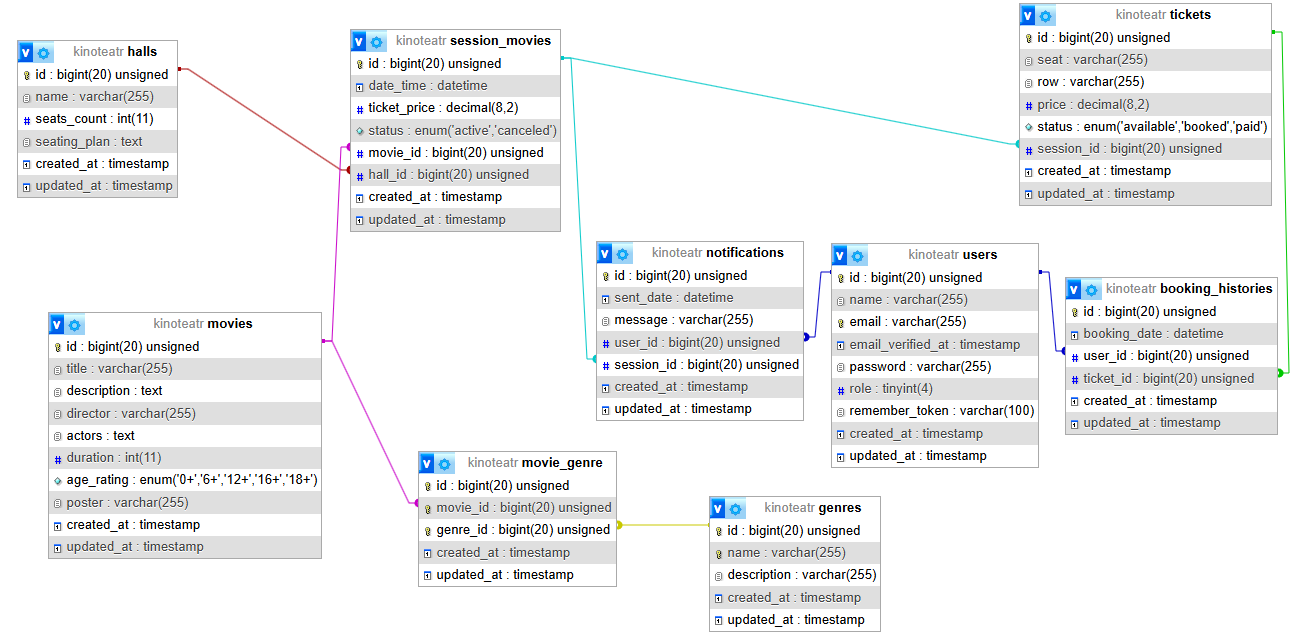 kinoteatr halls
id : bigint(20) unsigned
name : varchar(255)
seats_count : int(11)
seating_plan : text
created_at : timestamp
updated_at : timestamp
kinoteatr session_movies
id : bigint(20) unsigned
date_time : datetime
ticket_price : decimal(8,2)
status : enum('active','canceled')
movie_id : bigint(20) unsigned
hall_id : bigint(20) unsigned
created_at : timestamp
updated_at : timestamp
kinoteatr tickets
id : bigint(20) unsigned
seat : varchar(255)
row : varchar(255)
price : decimal(8,2)
status : enum('available','booked','paid')
session_id : bigint(20) unsigned
created_at : timestamp
updated_at : timestamp
kinoteatr notifications
id : bigint(20) unsigned
sent_date : datetime
message : varchar(255)
user_id : bigint(20) unsigned
session_id : bigint(20) unsigned
created_at : timestamp
updated_at : timestamp
kinoteatr users
id : bigint(20) unsigned
name : varchar(255)
email : varchar(255)
email_verified_at : timestamp
password : varchar(255)
role : tinyint(4)
remember_token : varchar(100)
created_at : timestamp
updated_at : timestamp
kinoteatr booking_histories
id : bigint(20) unsigned
booking_date : datetime
user_id : bigint(20) unsigned
ticket_id : bigint(20) unsigned
created_at : timestamp
updated_at : timestamp
kinoteatr movies
id : bigint(20) unsigned
title : varchar(255)
description : text
director : varchar(255)
actors : text
duration : int(11)
age_rating : enum('0+','6+','12+','16+','18+')
poster : varchar(255)
created_at : timestamp
updated_at : timestamp
kinoteatr movie_genre
id : bigint(20) unsigned
movie_id : bigint(20) unsigned
genre_id : bigint(20) unsigned
created_at : timestamp
updated_at : timestamp
kinoteatr genres
id : bigint(20) unsigned
name : varchar(255)
description : varchar(255)
created_at : timestamp
updated_at : timestamp